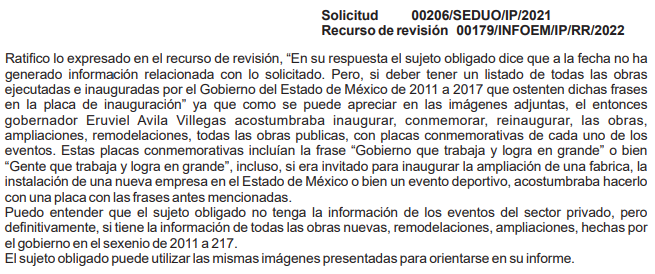 Solicitud 00206/SEDUO/IP/2021
Recurso de revisión 00179/INFOEM/IP/RR/2022
Ratifico lo expresado en el recurso de revisión, “En su respuesta el sujeto obligado dice que a la fecha no ha
generado información relacionada con lo solicitado. Pero, si deber tener un listado de todas las obras
ejecutadas e inauguradas por el Gobierno del Estado de México de 2011 a 2017 que ostenten dichas frases
en la placa de inauguración” ya que como se puede apreciar en las imágenes adjuntas, el entonces
gobernador Eruviel Avila Villegas acostumbraba inaugurar, conmemorar, reinaugurar, las obras,
ampliaciones, remodelaciones, todas las obras publicas, con placas conmemorativas de cada uno de los
eventos. Estas placas conmemorativas incluían la frase “Gobierno que trabaja y logra en grande” o bien
“Gente que trabaja y logra en grande”, incluso, si era invitado para inaugurar la ampliación de una fabrica, la
instalación de una nueva empresa en el Estado de México o bien un evento deportivo, acostumbraba hacerlo
con una placa con las frases antes mencionadas.
Puedo entender que el sujeto obligado no tenga la información de los eventos del sector privado, pero
definitivamente, si tiene la información de todas las obras nuevas, remodelaciones, ampliaciones, hechas por
el gobierno en el sexenio de 2011 a 217.
El sujeto obligado puede utilizar las mismas imágenes presentadas para orientarse en su informe.